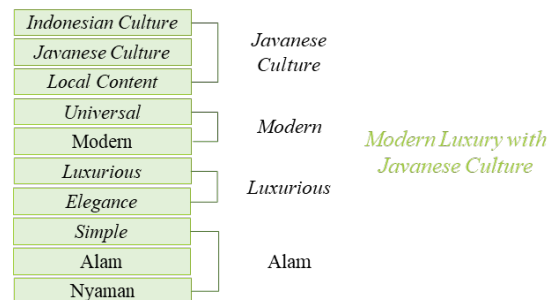 Indonesian Culture
Javanese Culture
Local Content
Universal
Modern
Luxurious
Elegance
Simple
Alam
Nyaman
Javanese
Culture
Modern
Luxurious
Alam
Modern Luxury with
Javanese Culture